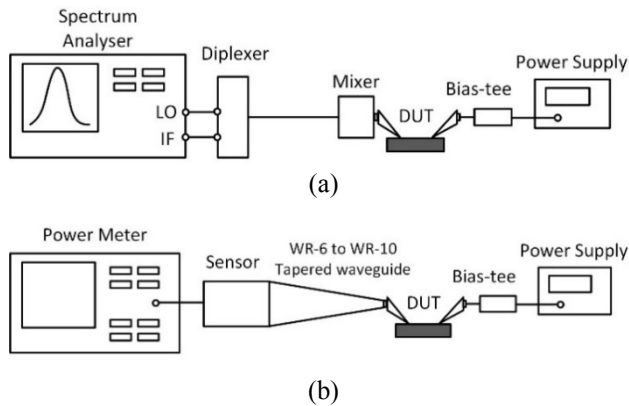 Spectrum
Analyser
Diplexer
Power Supply
Mixer
Bias-tee
DUT
LO
IF
(a)
Power Meter
Sensor
WR-6 to WR-10
Tapered waveguide
Power Supply
Bias-tee
DUT
(b)